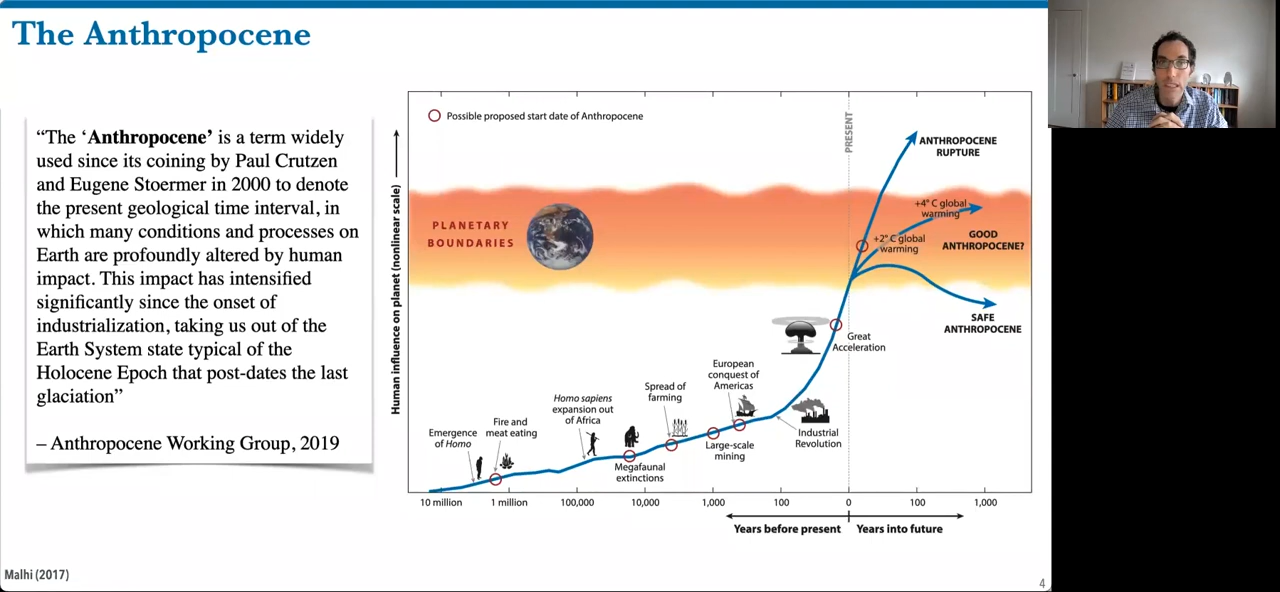 The Anthropocene
“The ‘Anthropocene’ is a term widely
used since its coining by Paul Crutzen
and Eugene Stoermer in 2000 to denote
the present geological time interval, in
which many conditions and processes on
Earth are profoundly altered by human
impact. This impact has intensified
significantly since the onset of
industrialization, taking us out of the
Earth System state typical of the
Holocene Epoch that post-dates the last
glaciation”
– Anthropocene Working Group, 2019
Possible proposed start date of Anthropocene
Human influence on planet (nonlinear scale)
PRESENT
ANTHROPOCENE
RUPTURE
PLANETARY
BOUNDARIES
+4° C global
warming
+2° C global
warming
GOOD
ANTHROPOCENE?
SAFE
ANTHROPOCENE
Great
Acceleration
European
conquest of
Americas
Spread of
farming
Homo sapiens
expansion out
of Africa
Fire and
meat eating
Emergence
of Homo
Megafaunal
extinctions
Large-scale
mining
Industrial
Revolution
10 million
1 million
100,000
10,000
1,000
100
0
100
1,000
Years before present
Years into future
Malhi (2017)
4